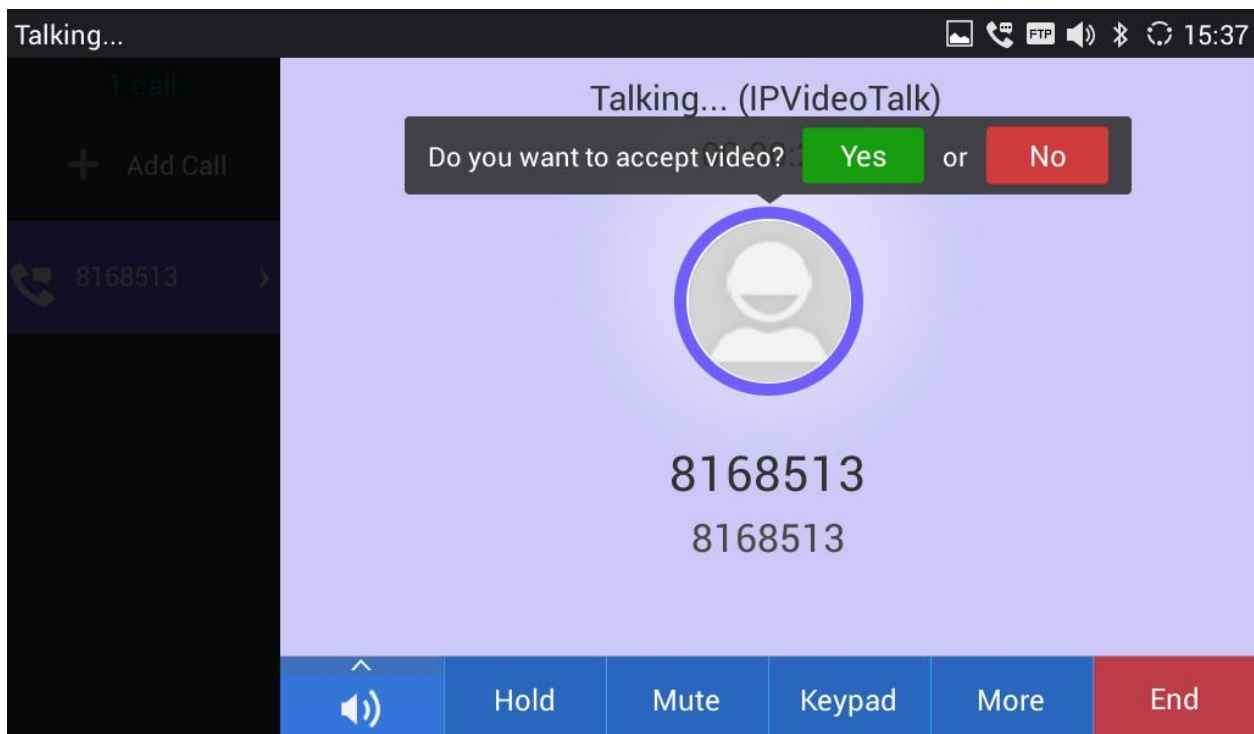 Talking...
FTP
15:37
1 call
Add Call
8168513
Talking... (IPVideoTalk)
Do you want to accept video? Yes or No
8168513
8168513
Hold
Mute
Keypad
More
End